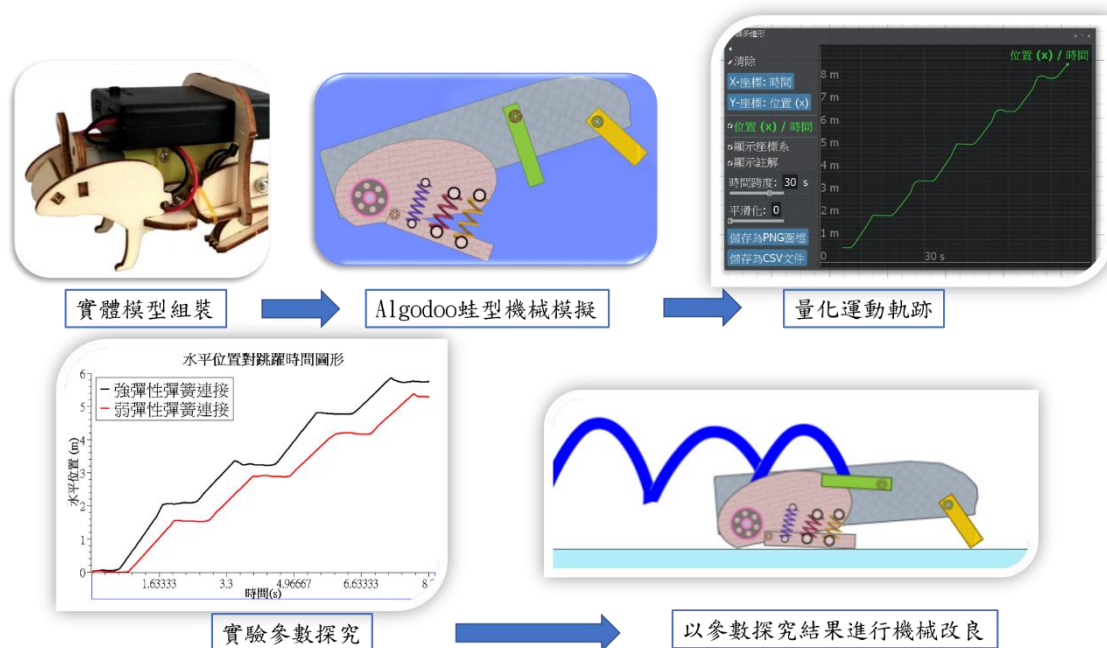 清除
X-座標: 時間
Y-座標: 位置 (x)
位置 (x) / 時間
顯示座標系
顯示註解
時間跨度: 30 s
平滑化: 0
儲存為PNG圖檔
儲存為CSV文件
位置 (x) / 時間
8 m
7 m
6 m
5 m
4 m
3 m
2 m
1 m
0
30 s
實體模型組裝
Algodoo蛙型機械模擬
量化運動軌跡
水平位置對跳躍時間圖形
強彈性彈簧連接
弱彈性彈簧連接
水平位置(m)
6
5
4
3
2
1
0
1.63333
3.3
4.96667
6.63333
時間(s)
實驗參數探究
以參數探究結果進行機械改良